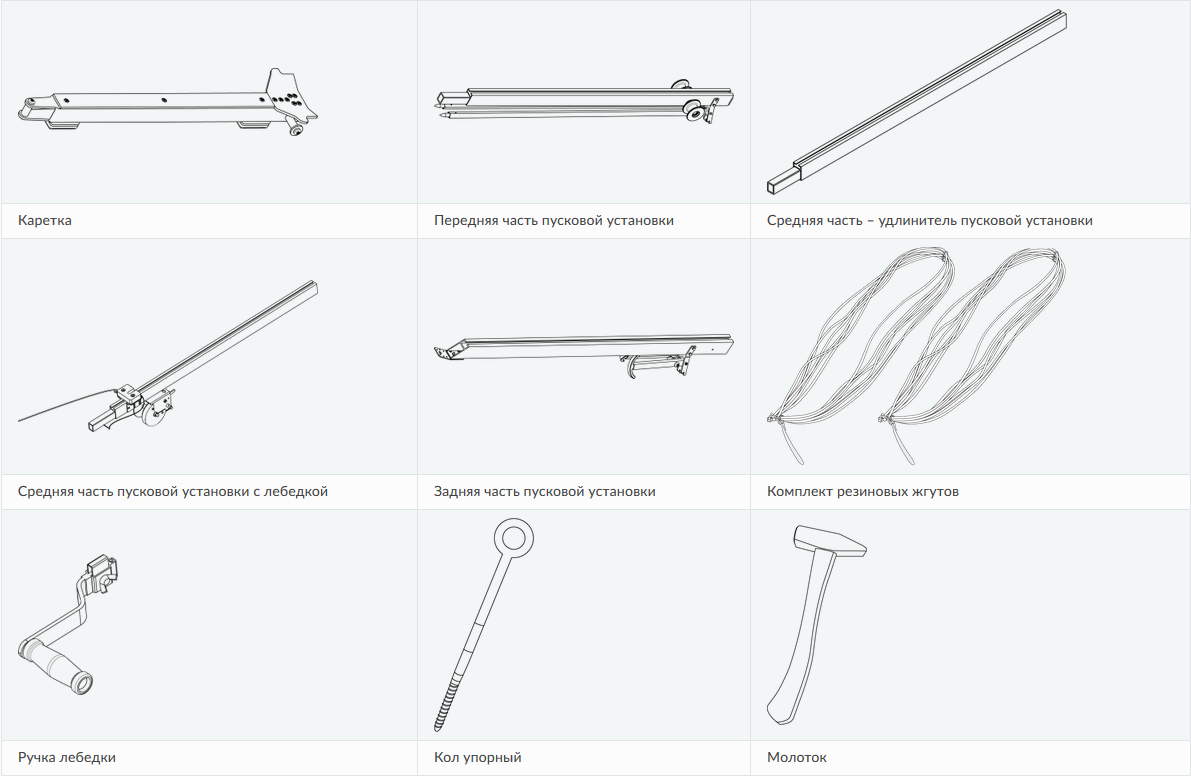 Каретка
Передняя часть пусковой установки
Средняя часть – удлинитель пусковой установки
Средняя часть пусковой установки с лебедкой
Задняя часть пусковой установки
Комплект резиновых жгутов
Ручка лебедки
Кол упорный
Молоток